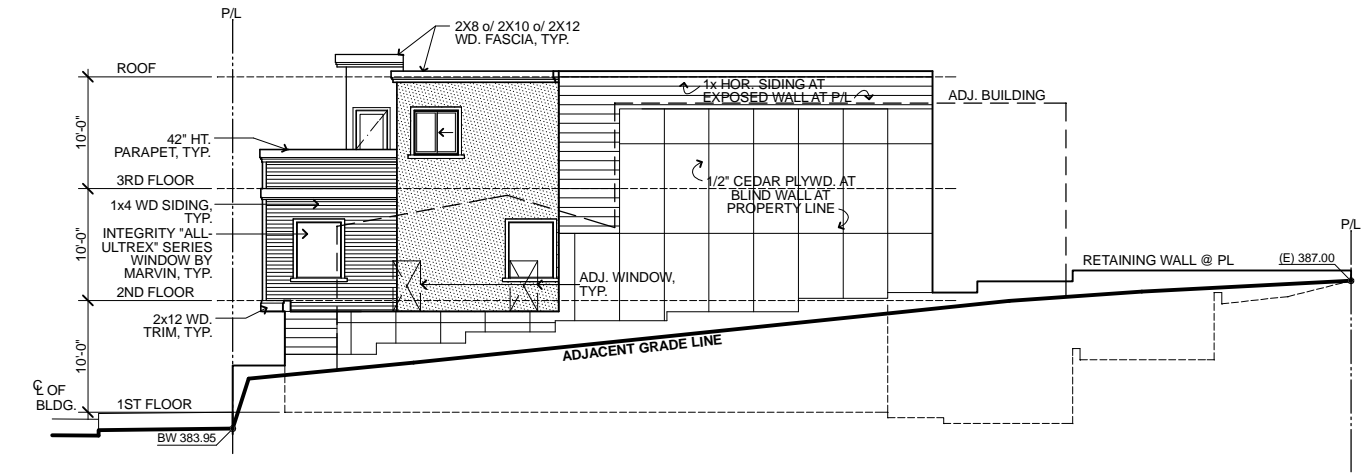 P/L
2X8 o/ 2X10 o/ 2X12
WD. FASCIA, TYP.
ROOF
1x HOR. SIDING AT
EXPOSED WALL AT P/L
ADJ. BUILDING
10'-0"
42" HT.
PARAPET, TYP.
3RD FLOOR
1/2" CEDAR PLYWD. AT
BLIND WALL AT
PROPERTY LINE
1x4 WD SIDING,
TYP.
INTEGRITY "ALL-
ULTREX" SERIES
WINDOW BY
MARVIN, TYP.
10'-0"
P/L
RETAINING WALL @ PL
(E) 387.00
ADJ. WINDOW,
TYP.
2ND FLOOR
2x12 WD.
TRIM, TYP.
10'-0"
ADJACENT GRADE LINE
℄ OF
BLDG.
1ST FLOOR
BW 383.95